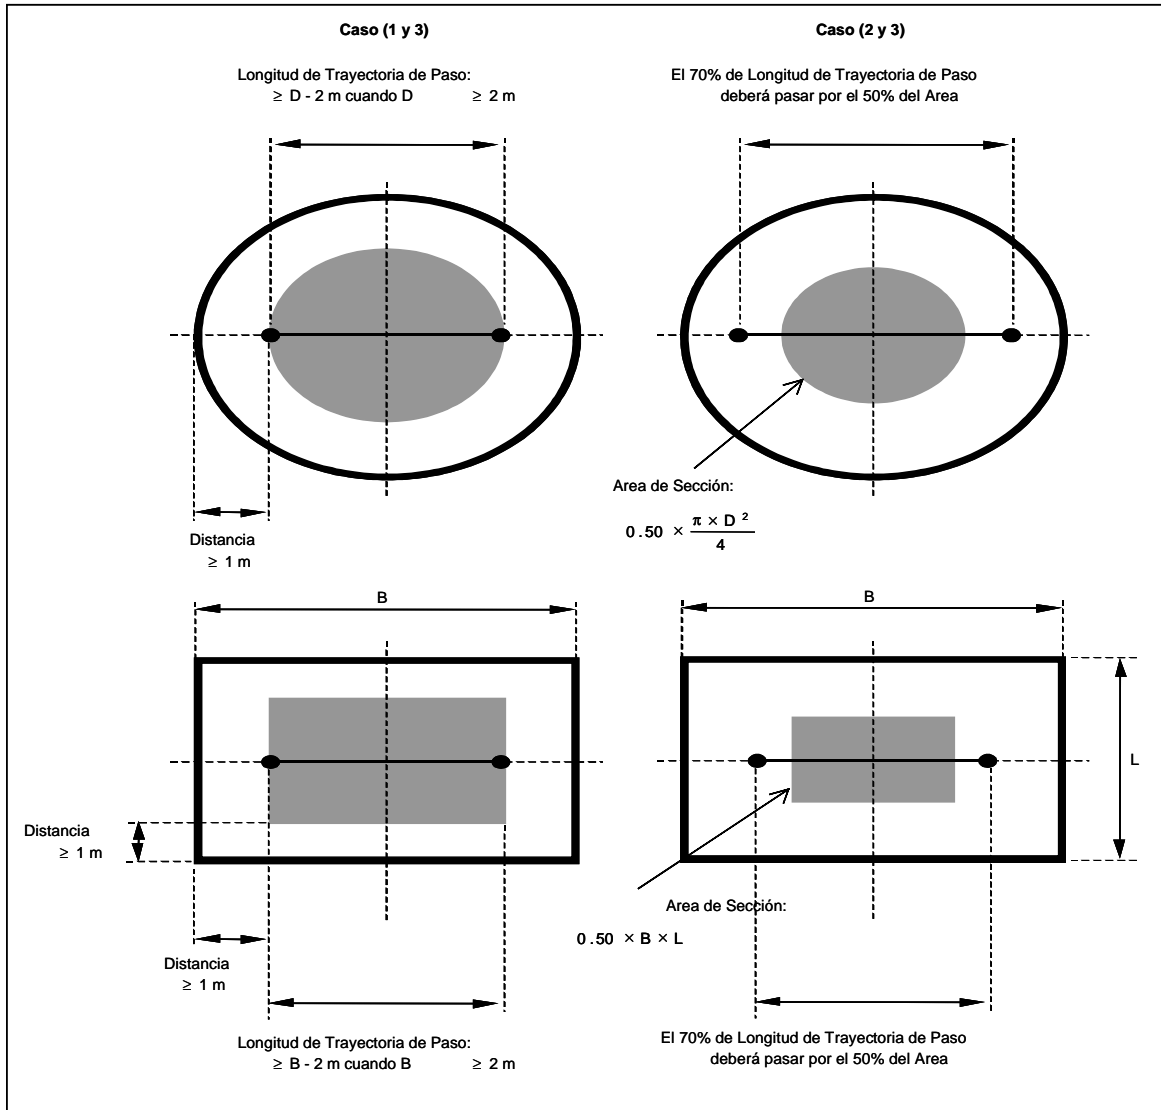 Caso (1 y 3)
Caso (2 y 3)
Longitud de Trayectoria de Paso:
≥ D - 2 m cuando D ≥ 2 m
El 70% de Longitud de Trayectoria de Paso
deberá pasar por el 50% del Area
Area de Sección:
0.50 × π × D ² / 4
Distancia
≥ 1 m
B
B
L
Distancia
≥ 1 m
Area de Sección:
0.50 × B × L
Distancia
≥ 1 m
Longitud de Trayectoria de Paso:
≥ B - 2 m cuando B ≥ 2 m
El 70% de Longitud de Trayectoria de Paso
deberá pasar por el 50% del Area